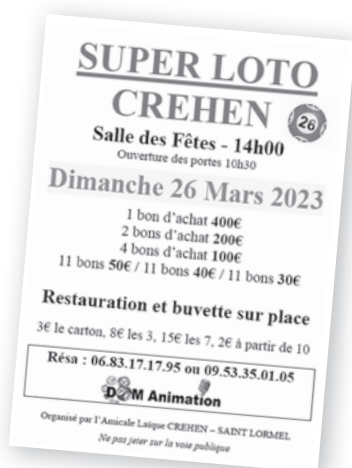 SUPER LOTO
CREHEN 26
Salle des Fêtes - 14h00
Ouverture des portes 10h30
Dimanche 26 Mars 2023
1 bon d'achat 400€
2 bons d'achat 200€
4 bons d'achat 100€
11 bons 50€ / 11 bons 40€ / 11 bons 30€
Restauration et buvette sur place
3€ le carton, 8€ les 3, 15€ les 7, 2€ à partir de 10
Résa : 06.83.17.17.95 ou 09.53.35.01.05
D M Animation
Organisé par l'Amicale Laïque CREHEN – SAINT LORMEL
Ne pas jeter sur la voie publique